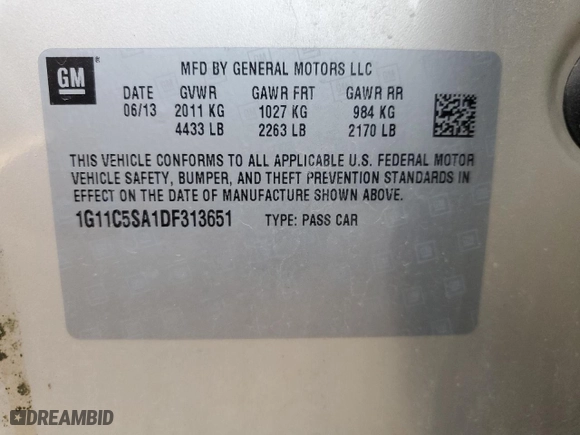 GM ®
MFD BY GENERAL MOTORS LLC
DATE GVWR GAWR FRT GAWR RR
06/13 2011 KG 1027 KG 984 KG
4433 LB 2263 LB 2170 LB
THIS VEHICLE CONFORMS TO ALL APPLICABLE U.S. FEDERAL MOTOR
VEHICLE SAFETY, BUMPER, AND THEFT PREVENTION STANDARDS IN
EFFECT ON THE DATE OF MANUFACTURE SHOWN ABOVE.
1G11C5SA1DF313651 TYPE: PASS CAR
DREAMBID